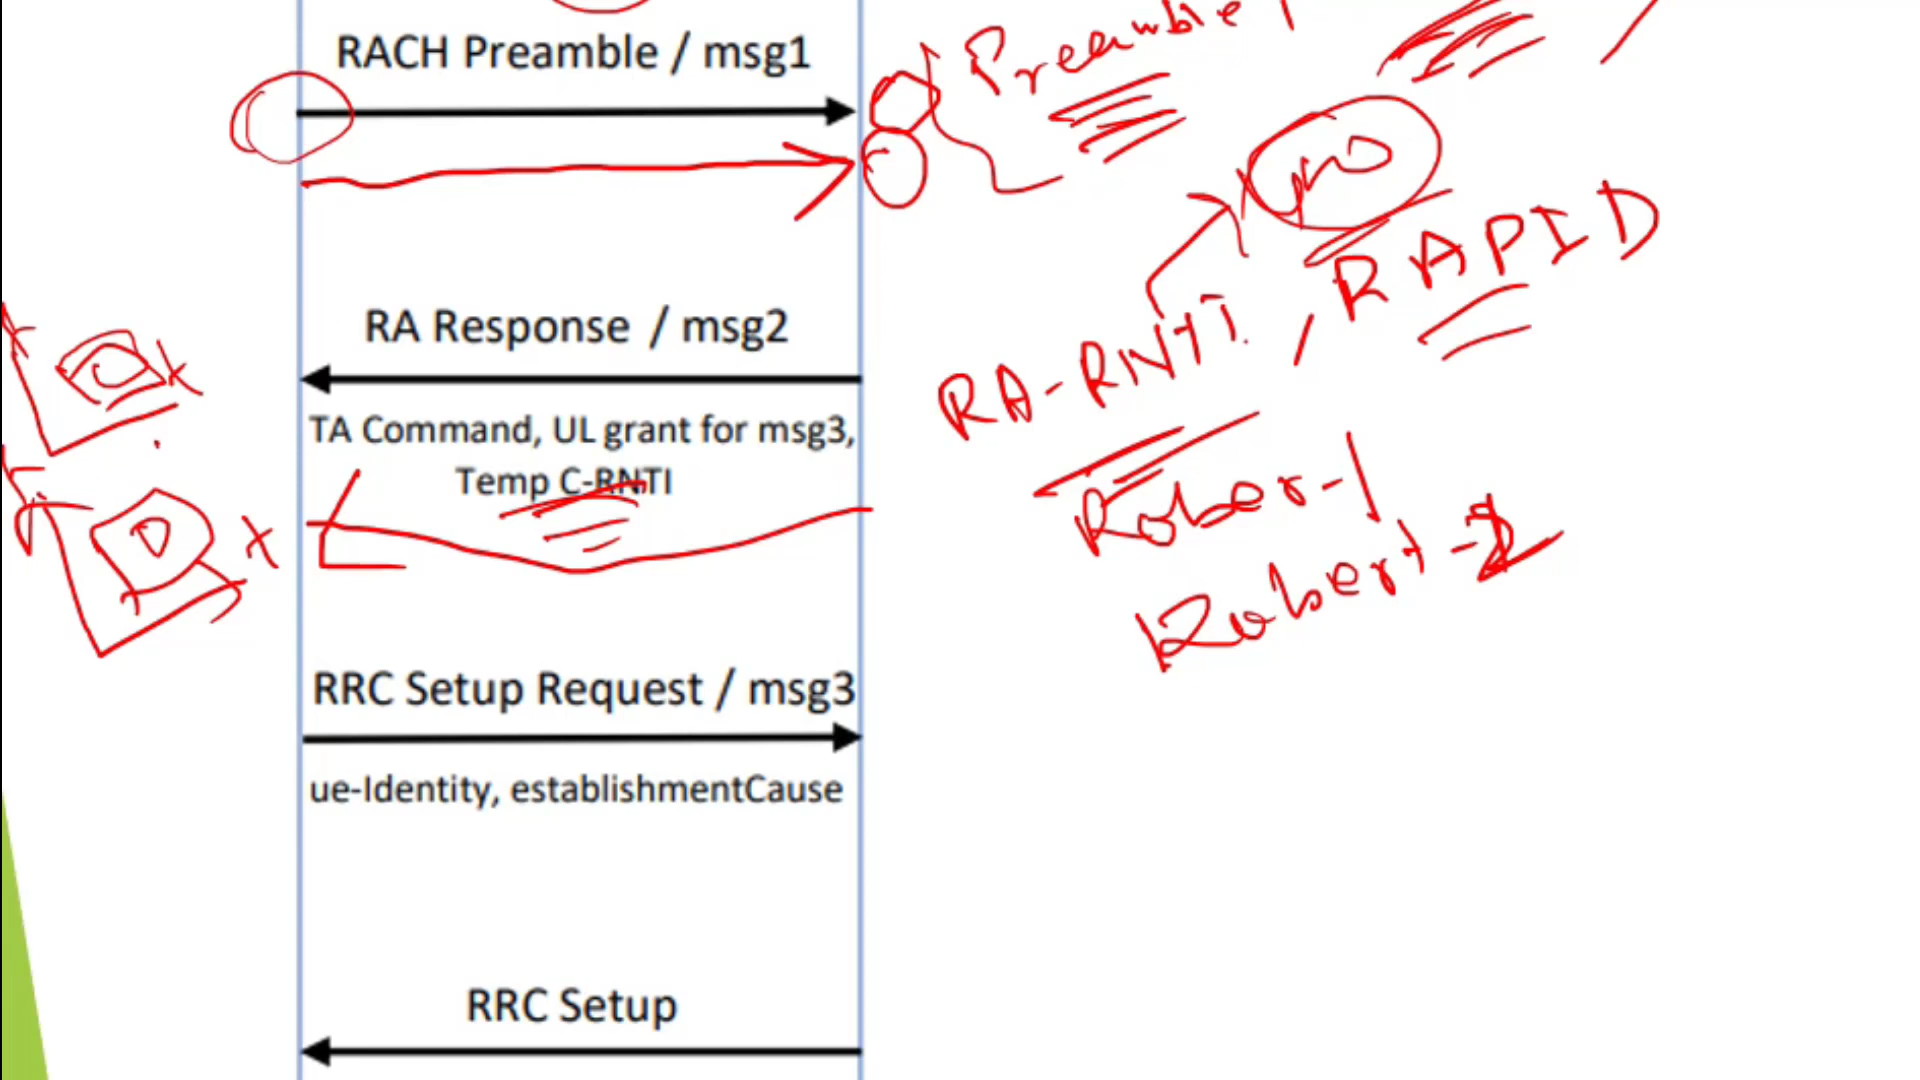 RACH Preamble / msg1
Preamble,
RA Response / msg2
RA-RNTI, RAPID
TA Command, UL grant for msg3,
Temp C-RNTI
Rober-1
Robert-2
RRC Setup Request / msg3
ue-Identity, establishmentCause
RRC Setup